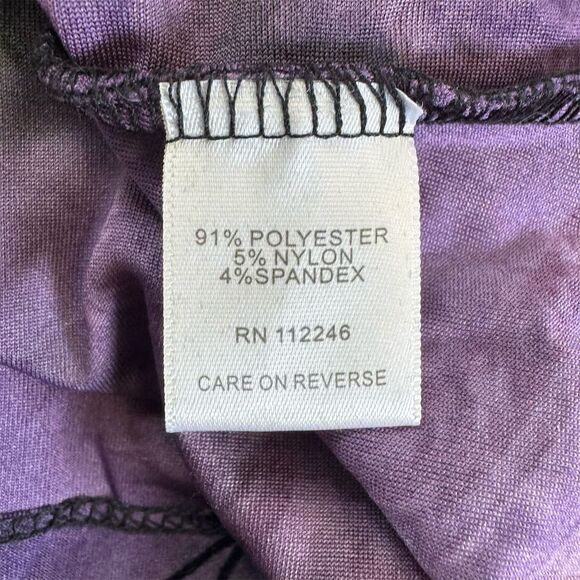 91% POLYESTER
5% NYLON
4%SPANDEX
RN 112246
CARE ON REVERSE